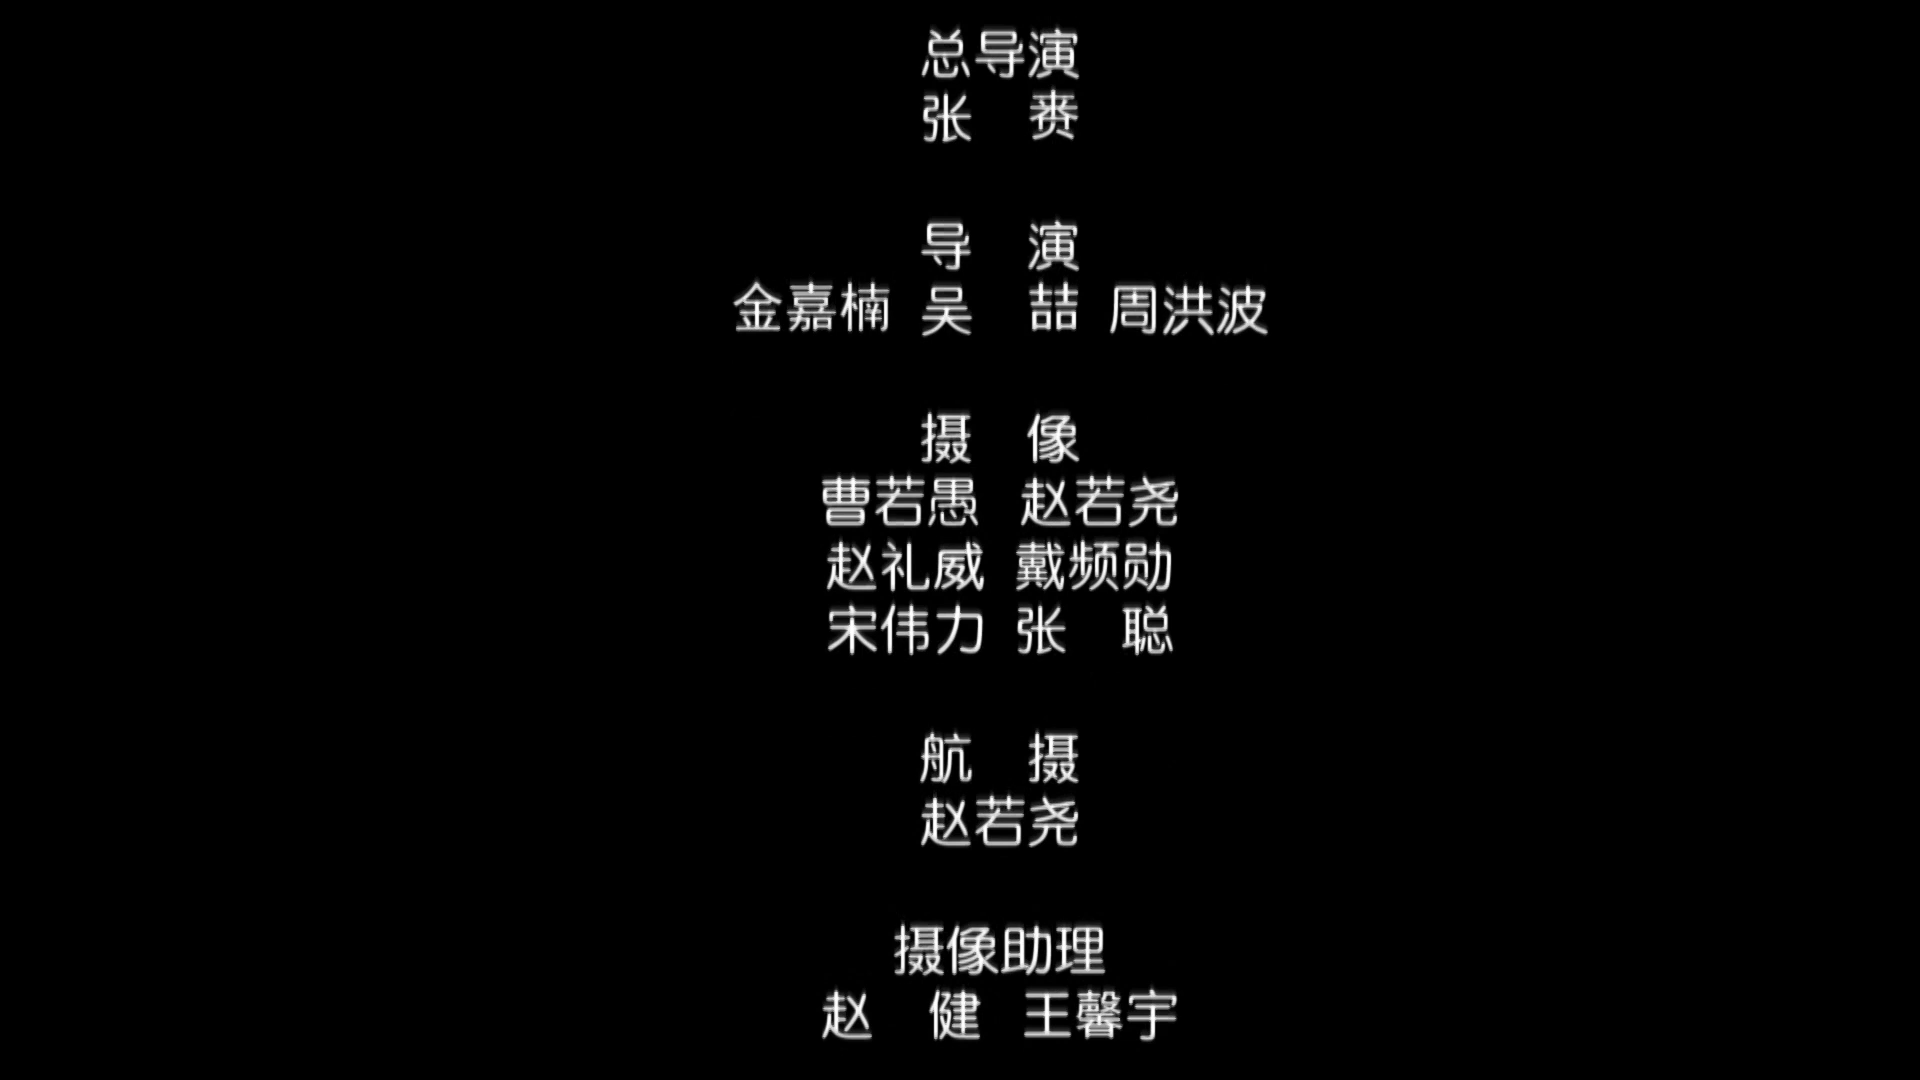 总导演
张 赉
导 演
金嘉楠 吴 喆 周洪波
摄 像
曹若愚 赵若尧
赵礼威 戴频勋
宋伟力 张 聪
航 摄
赵若尧
摄像助理
赵 健 王馨宇